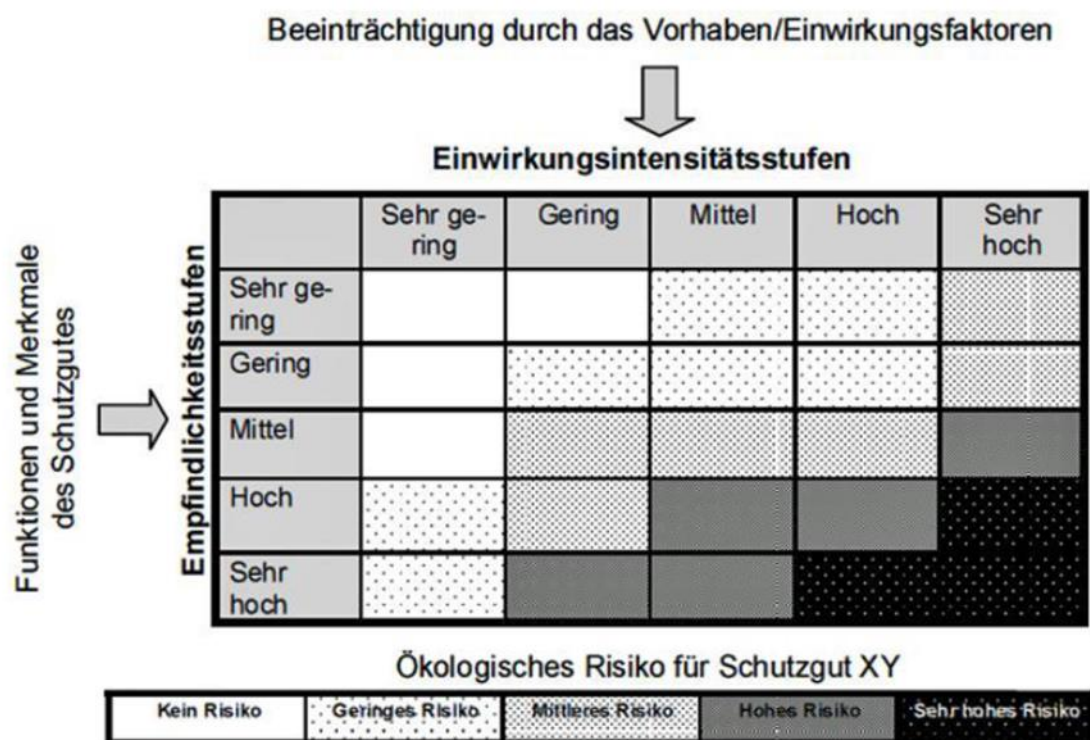 Beeinträchtigung durch das Vorhaben/Einwirkungsfaktoren
Einwirkungsintensitätsstufen
Funktionen und Merkmale
des Schutzgutes
Empfindlichkeitsstufen
Sehr ge-
ring
Gering
Mittel
Hoch
Sehr
hoch
Sehr ge-
ring
Gering
Mittel
Hoch
Sehr
hoch
Ökologisches Risiko für Schutzgut XY
Kein Risiko
Geringes Risiko
Mittleres Risiko
Hohes Risiko
Sehr hohes Risiko